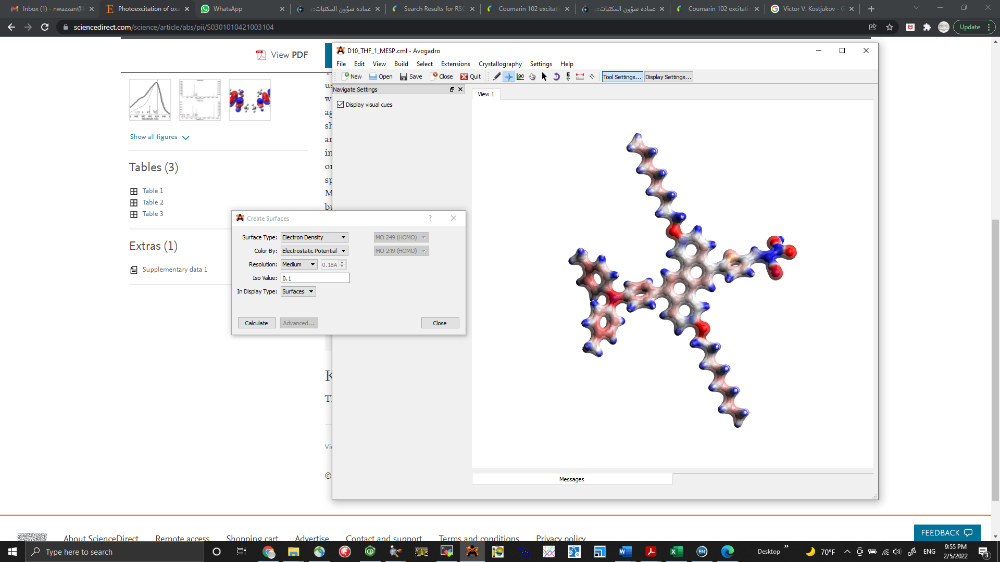 Inbox (1) - nwazzan@
Photoexcitation of oxa
WhatsApp
عمادة شؤون المكتبات::
Search Results for RSC
Coumarin 102 excitati
عمادة شؤون المكتبات::
Coumarin 102 excitati
Victor V. Kostjukov - G
sciencedirect.com/science/article/abs/pii/S0301010421003104
Update
View PDF
Show all figures
Tables (3)
Table 1
Table 2
Table 3
Extras (1)
Supplementary data 1
D10_THF_1_MESP.cml - Avogadro
File Edit View Build Select Extensions Crystallography Settings Help
New Open Save Close Quit Tool Settings... Display Settings...
Navigate Settings
View 1
Display visual cues
Create Surfaces
Surface Type: Electron Density MO 249 (HOMO)
Color By: Electrostatic Potential MO 249 (HOMO)
Resolution: Medium 0.18Å
Iso Value: 0.1
In Display Type: Surfaces
Calculate Advanced... Close
Messages
©
About ScienceDirect Remote access Shopping cart Advertise Contact and support Terms and conditions Privacy policy
FEEDBACK
Type here to search
Desktop
70°F
ENG
9:55 PM
2/5/2022
3